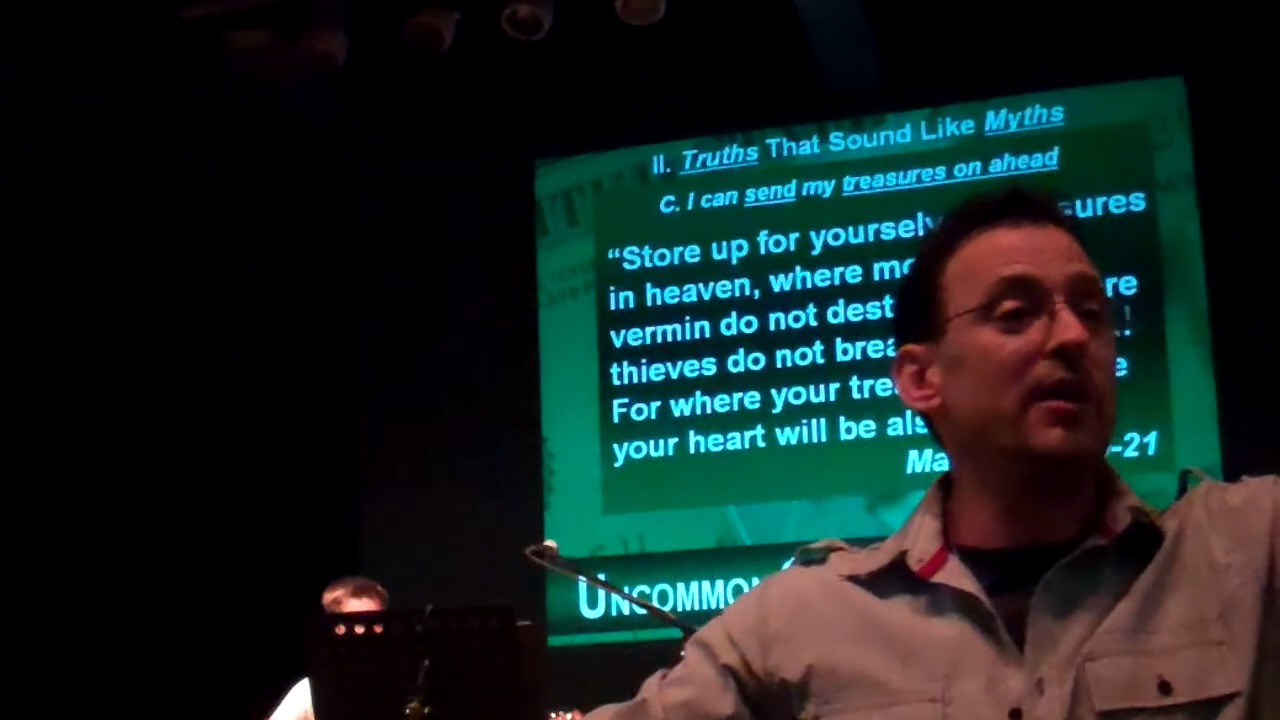 II. Truths That Sound Like Myths
C. I can send my treasures on ahead
“Store up for yourselv sures
in heaven, where mo re
vermin do not dest !
thieves do not brea e
For where your trea
your heart will be als
Ma -21
UNCOMMON